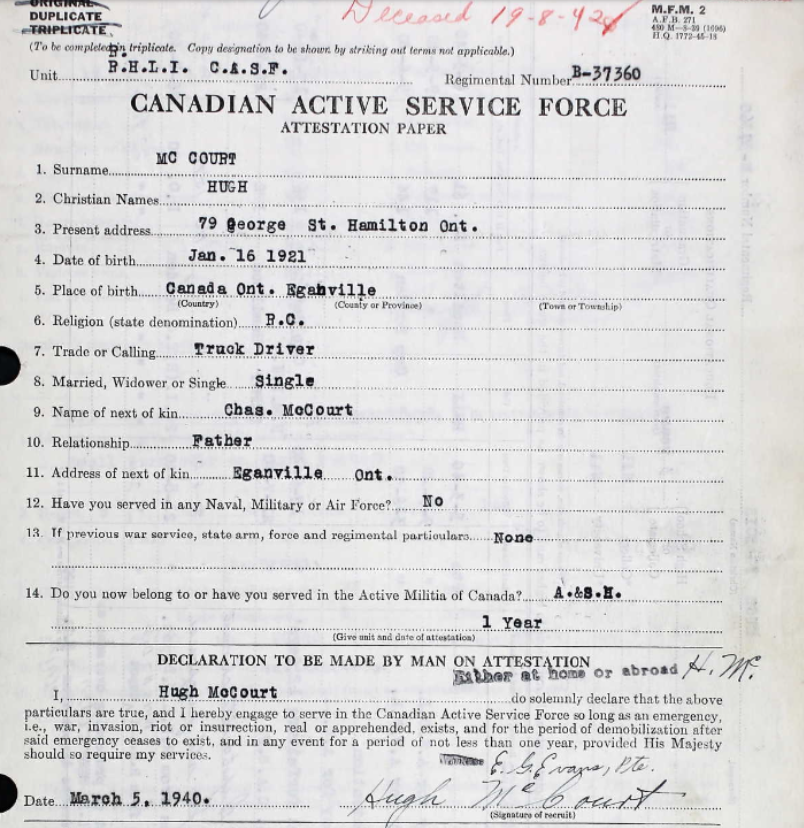 ORIGINAL
DUPLICATE
TRIPLICATE
Deceased 19-8-42
M.F.M. 2
A.F.B. 271
H.Q. 1772-45-15
(To be completed in triplicate. Copy designation to be shown by striking out terms not applicable.)
Unit R.H.L.I. C.A.S.F. Regimental Number B-37360
CANADIAN ACTIVE SERVICE FORCE
ATTESTATION PAPER
1. Surname MC COURT
2. Christian Names HUGH
3. Present address 79 George St. Hamilton Ont.
4. Date of birth Jan. 16 1921
5. Place of birth Canada Ont. Eganville
(Country) (County or Province) (Town or Township)
6. Religion (state denomination) R.C.
7. Trade or Calling Truck Driver
8. Married, Widower or Single Single
9. Name of next of kin Chas. McCourt
10. Relationship Father
11. Address of next of kin Eganville Ont.
12. Have you served in any Naval, Military or Air Force? No
13. If previous war service, state arm, force and regimental particulars None
14. Do you now belong to or have you served in the Active Militia of Canada? A.&S.H.
1 Year
(Give unit and date of attestation)
DECLARATION TO BE MADE BY MAN ON ATTESTATION
Either at home or abroad H. Mc.
I, Hugh McCourt do solemnly declare that the above
particulars are true, and I hereby engage to serve in the Canadian Active Service Force so long as an emergency,
i.e., war, invasion, riot or insurrection, real or apprehended, exists, and for the period of demobilization after
said emergency ceases to exist, and in any event for a period of not less than one year, provided His Majesty
should so require my services.
E. G. Evans, Pte.
Date March 5, 1940. Hugh McCourt
(Signature of recruit)